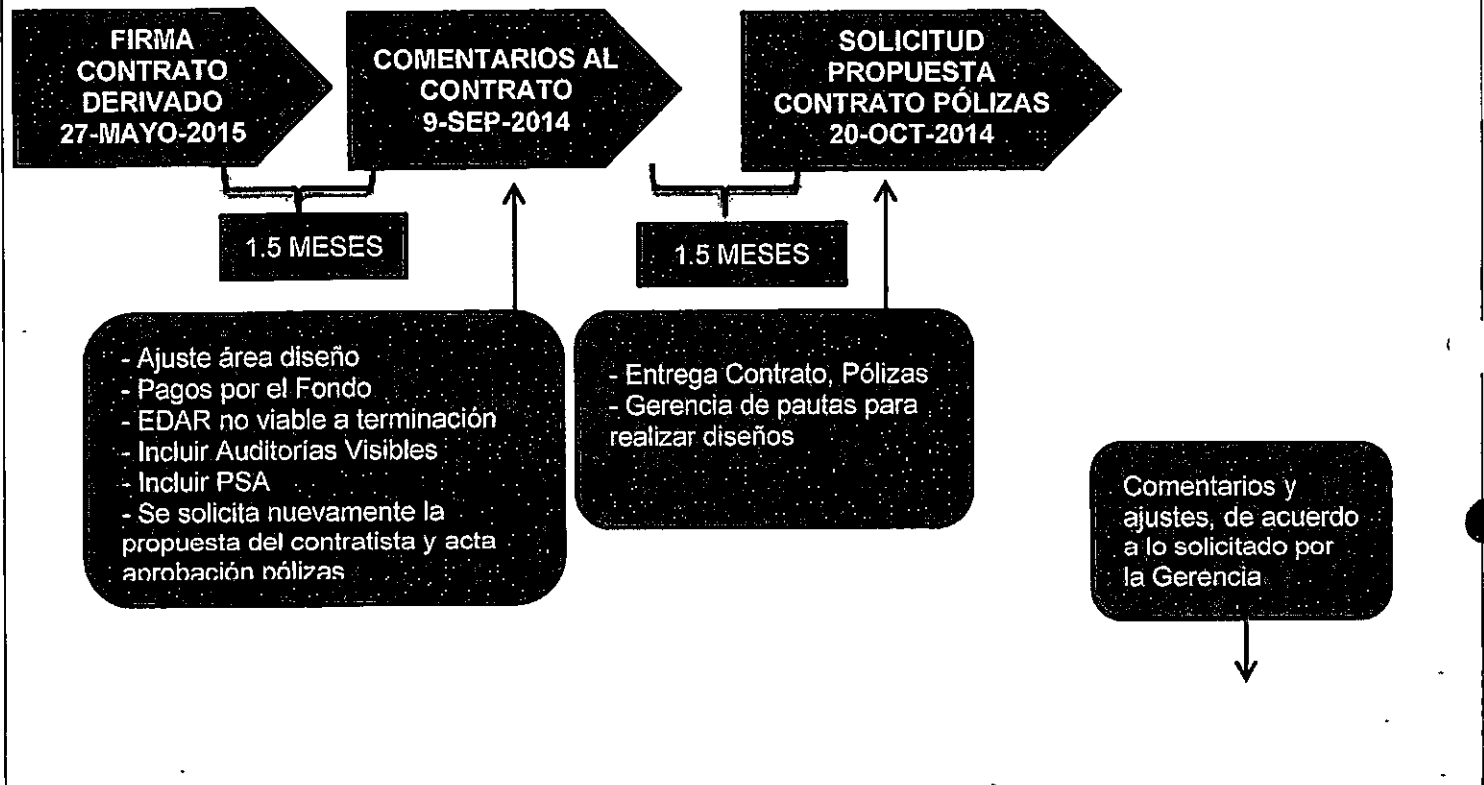 FIRMA
CONTRATO
DERIVADO
27-MAYO-2015
COMENTARIOS AL
CONTRATO
9-SEP-2014
SOLICITUD
PROPUESTA
CONTRATO PÓLIZAS
20-OCT-2014
1.5 MESES
1.5 MESES
- Ajuste área diseño
- Pagos por el Fondo
- EDAR no viable a terminación
- Incluir Auditorías Visibles
- Incluir PSA
- Se solicita nuevamente la
propuesta del contratista y acta
aprobación pólizas
- Entrega Contrato, Pólizas
- Gerencia de pautas para
realizar diseños
Comentarios y
ajustes, de acuerdo
a lo solicitado por
la Gerencia